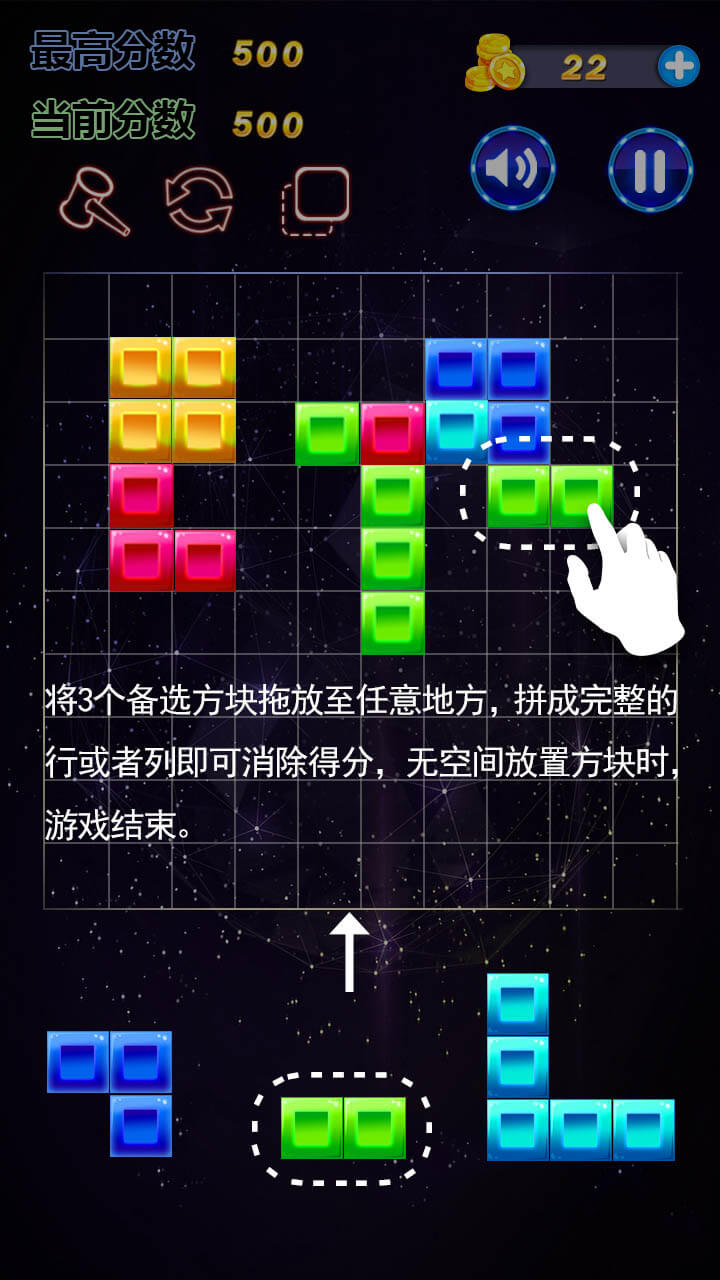 最高分数 500
22
当前分数 500
将3个备选方块拖放至任意地方，拼成完整的
行或者列即可消除得分，无空间放置方块时，
游戏结束。